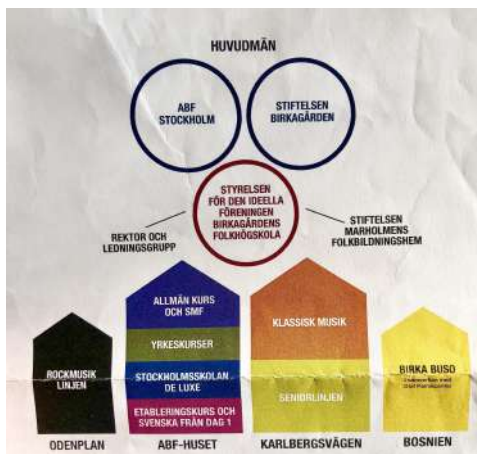 HUVUDMÄN
ABF
STOCKHOLM
STIFTELSEN
BIRKAGÅRDEN
STYRELSEN
FÖR DEN IDEELLA
FÖRENINGEN
BIRKAGÅRDENS
FOLKHÖGSKOLA
REKTOR OCH
LEDNINGSGRUPP
STIFTELSEN
MARHOLMENS
FOLKBILDNINGSHEM
ALLMÄN KURS
OCH SMF
YRKESKURSER
STOCKHOLMSSKOLAN
DE LUXE
ETABLERINGSKURS OCH
SVENSKA FRÅN DAG 1
KLASSISK MUSIK
SENIORLINJEN
ROCKMUSIK
LINJEN
BIRKA BUSO
ODENPLAN
ABF-HUSET
KARLBERGSVÄGEN
BOSNIEN